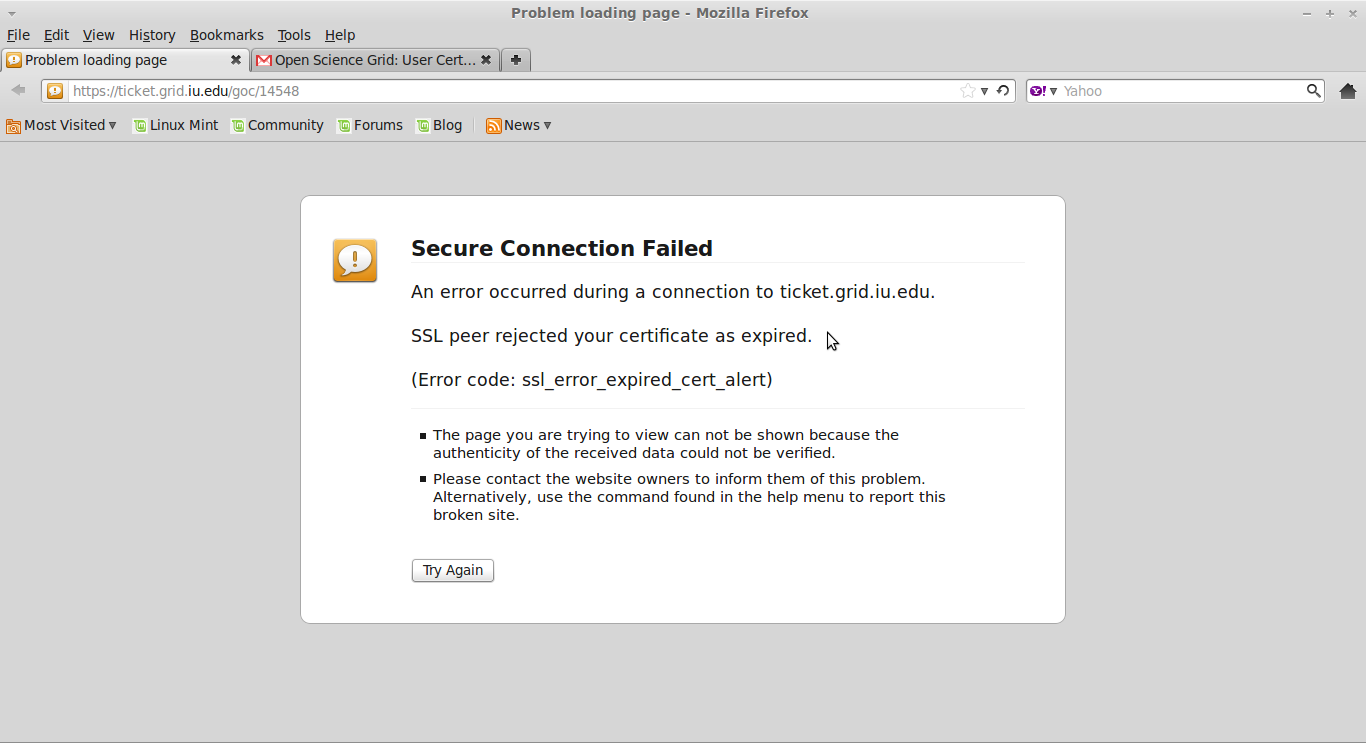 Problem loading page - Mozilla Firefox
File Edit View History Bookmarks Tools Help
Problem loading page
Open Science Grid: User Cert...
https://ticket.grid.iu.edu/goc/14548
Y! Yahoo
Most Visited Linux Mint Community Forums Blog News
Secure Connection Failed
An error occurred during a connection to ticket.grid.iu.edu.
SSL peer rejected your certificate as expired.
(Error code: ssl_error_expired_cert_alert)
The page you are trying to view can not be shown because the
authenticity of the received data could not be verified.
Please contact the website owners to inform them of this problem.
Alternatively, use the command found in the help menu to report this
broken site.
Try Again